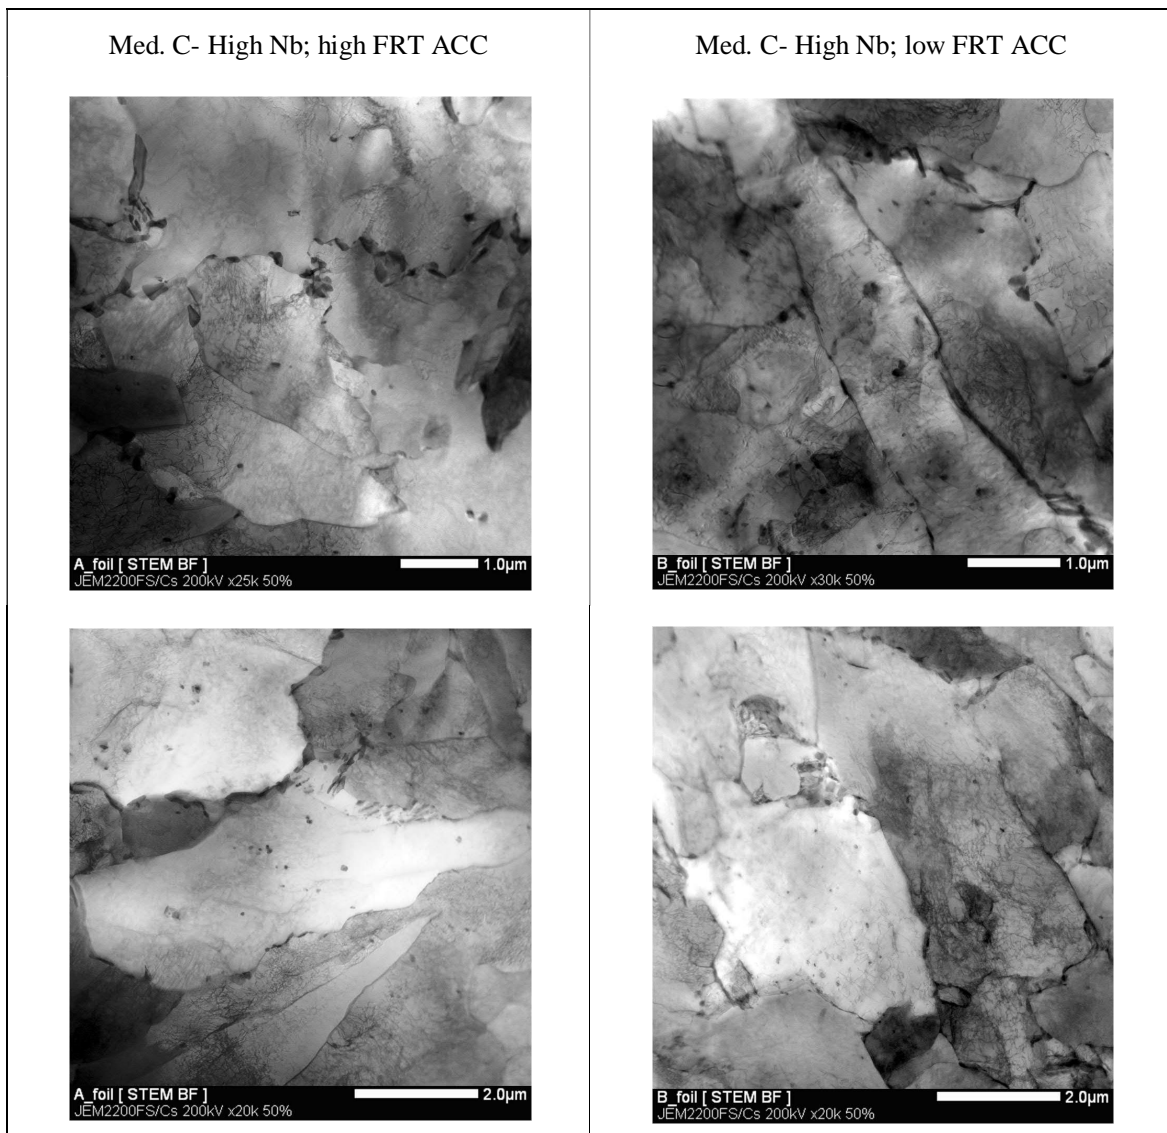 Med. C- High Nb; high FRT ACC
Med. C- High Nb; low FRT ACC
A_foil [ STEM BF ] 1.0µm
JEM2200FS/Cs 200kV x25k 50%
B_foil [ STEM BF ] 1.0µm
JEM2200FS/Cs 200kV x30k 50%
A_foil [ STEM BF ] 2.0µm
JEM2200FS/Cs 200kV x20k 50%
B_foil [ STEM BF ] 2.0µm
JEM2200FS/Cs 200kV x20k 50%